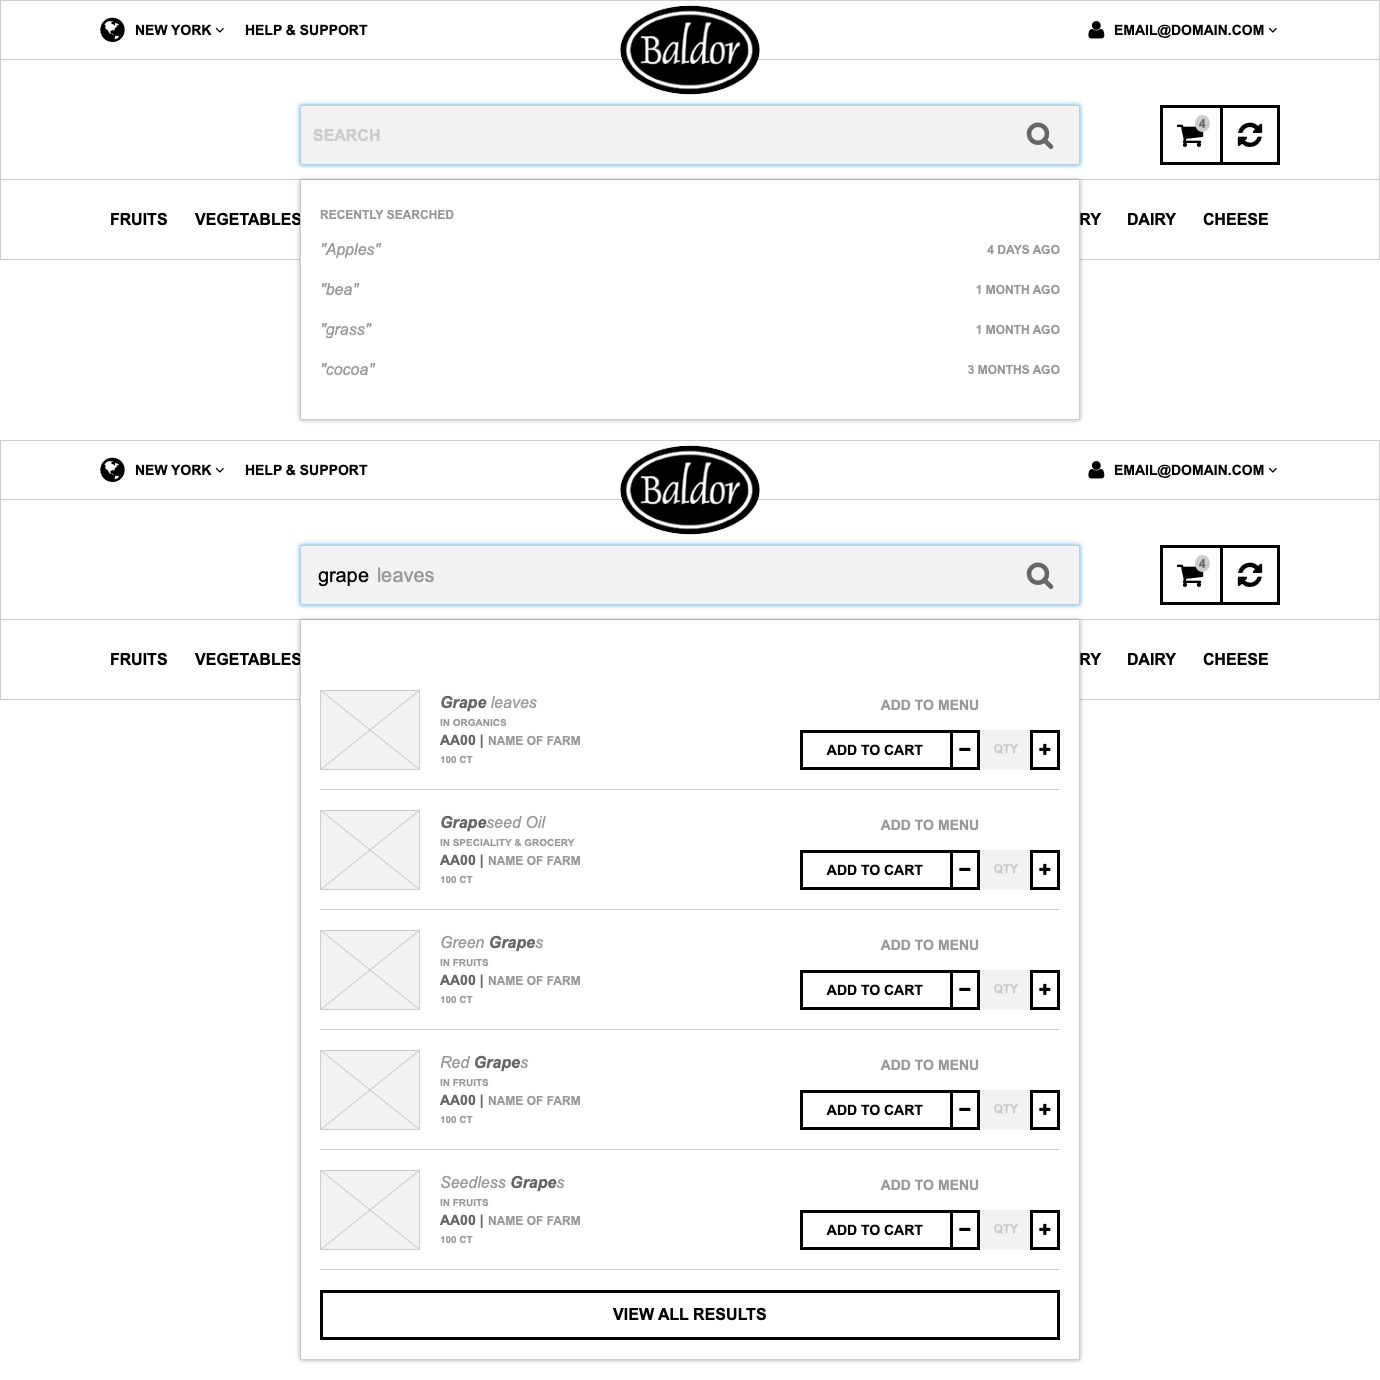 NEW YORK HELP & SUPPORT Baldor EMAIL@DOMAIN.COM
SEARCH 4
FRUITS VEGETABLES RY DAIRY CHEESE
RECENTLY SEARCHED
"Apples" 4 DAYS AGO
"bea" 1 MONTH AGO
"grass" 1 MONTH AGO
"cocoa" 3 MONTHS AGO
NEW YORK HELP & SUPPORT Baldor EMAIL@DOMAIN.COM
grape leaves 4
FRUITS VEGETABLES RY DAIRY CHEESE
Grape leaves ADD TO MENU
IN ORGANICS
AA00 | NAME OF FARM ADD TO CART − QTY +
100 CT
Grapeseed Oil ADD TO MENU
IN SPECIALITY & GROCERY
AA00 | NAME OF FARM ADD TO CART − QTY +
100 CT
Green Grapes ADD TO MENU
IN FRUITS
AA00 | NAME OF FARM ADD TO CART − QTY +
100 CT
Red Grapes ADD TO MENU
IN FRUITS
AA00 | NAME OF FARM ADD TO CART − QTY +
100 CT
Seedless Grapes ADD TO MENU
IN FRUITS
AA00 | NAME OF FARM ADD TO CART − QTY +
100 CT
VIEW ALL RESULTS